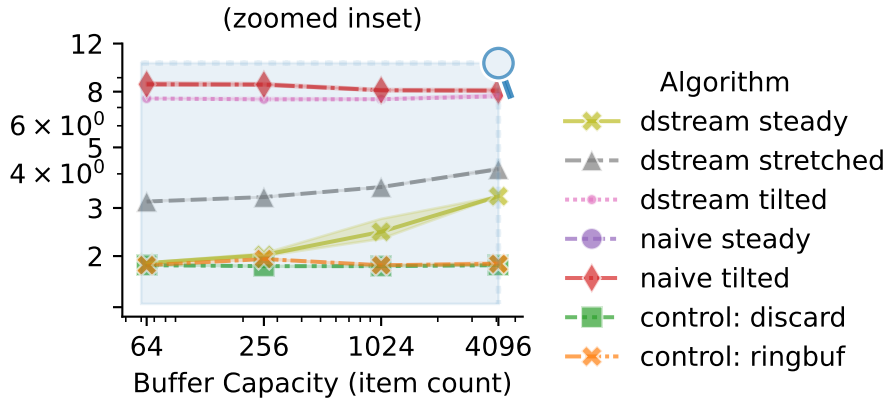 (zoomed inset)
12
8
6 × 10⁰
5
4 × 10⁰
3
2
64 256 1024 4096
Buffer Capacity (item count)
Algorithm
dstream steady
dstream stretched
dstream tilted
naive steady
naive tilted
control: discard
control: ringbuf